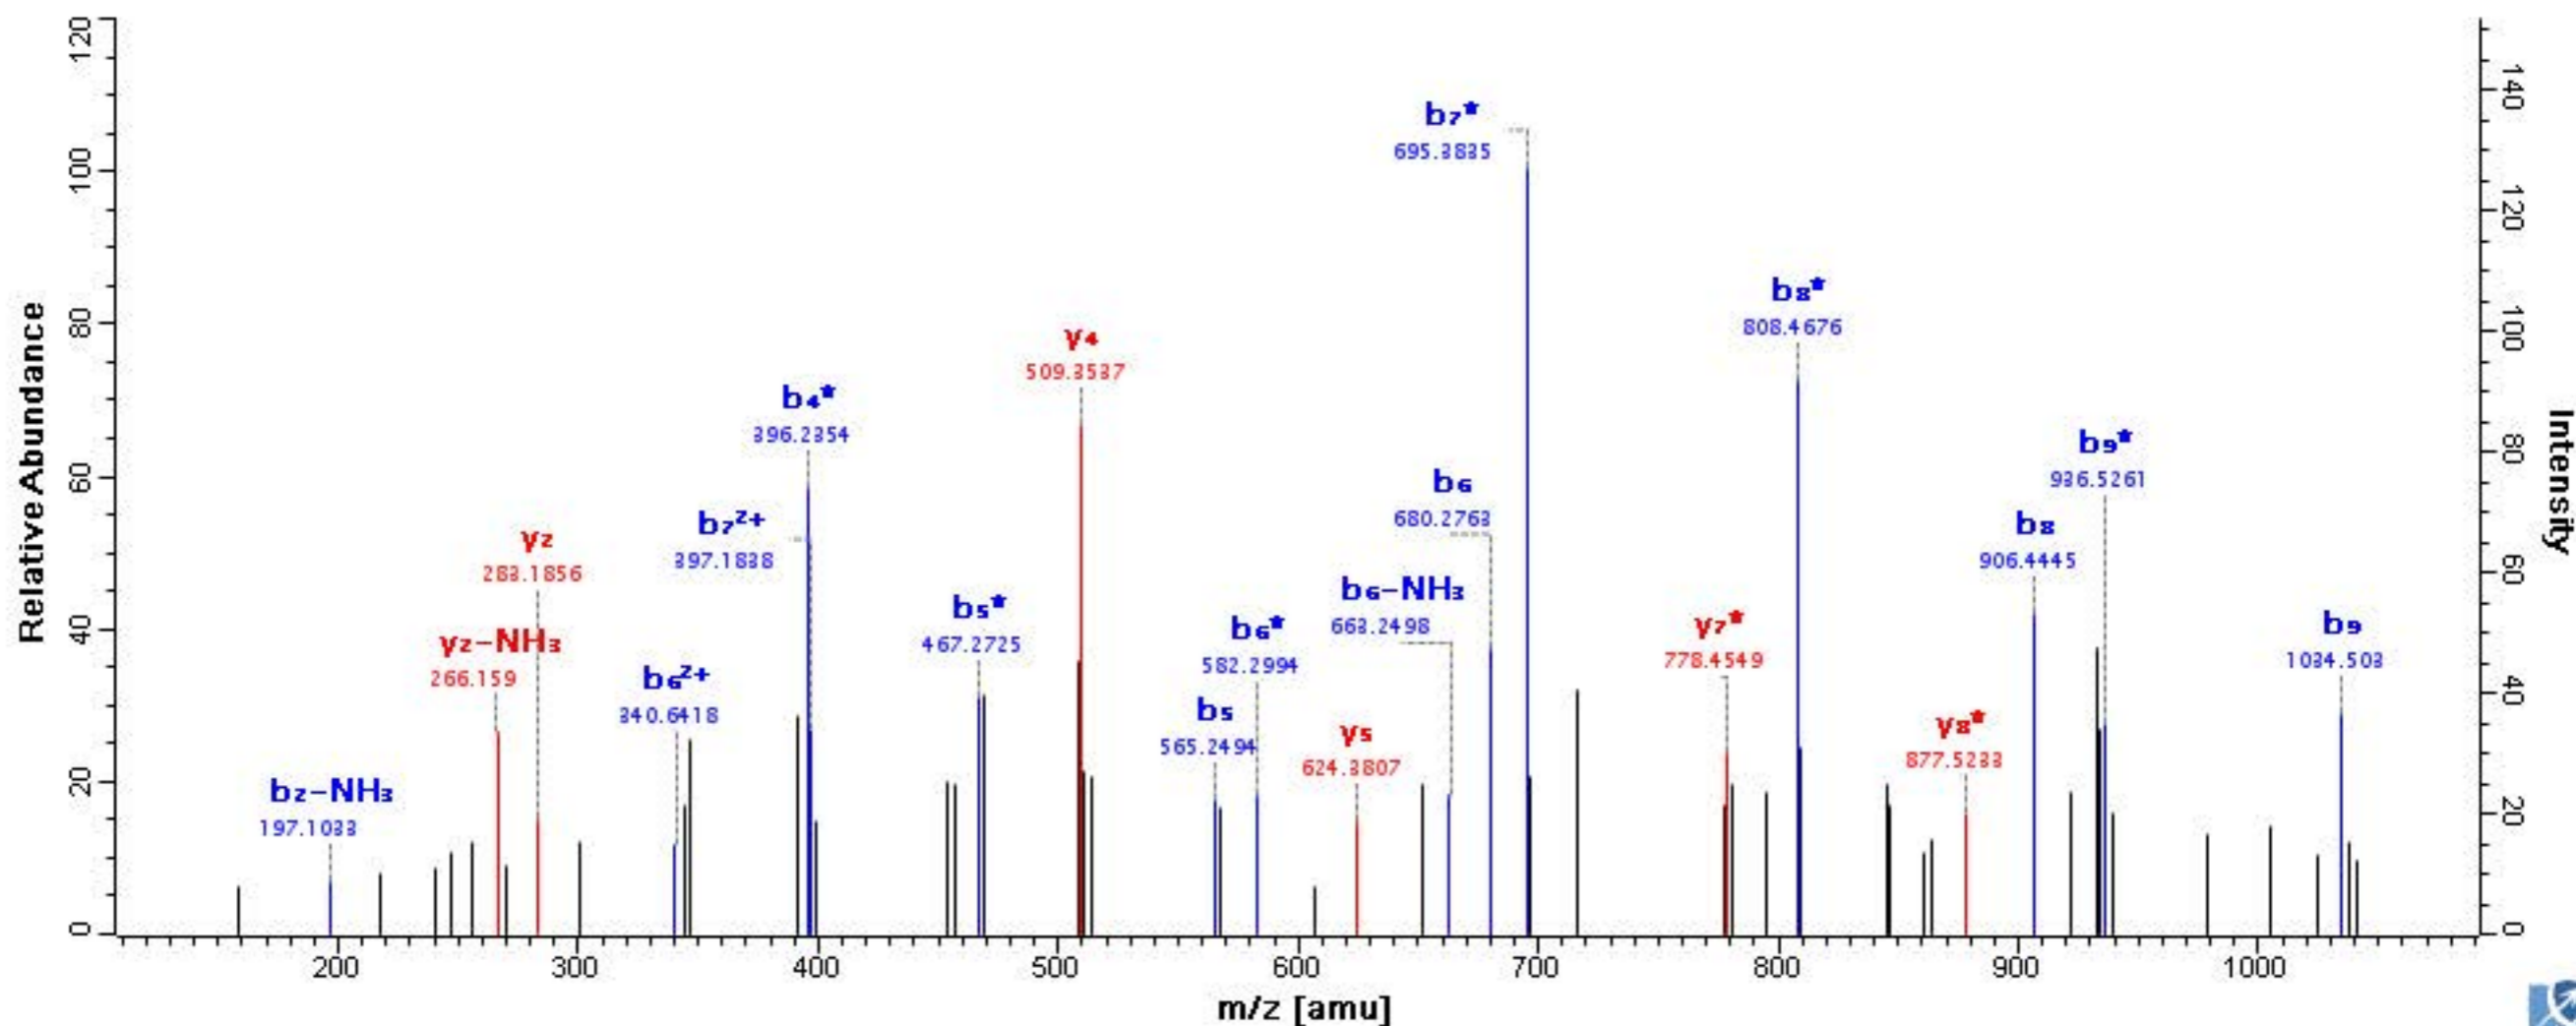 120
100
80
60
40
20
0
Relative Abundance
b₂-NH₃
197.1033
y₂-NH₃
266.159
y₂
283.1856
b₆²⁺
340.6418
b₇²⁺
397.1838
b₄*
396.2354
b₅*
467.2725
y₄
509.3537
b₅
565.2494
b₆*
582.2994
y₅
624.3807
b₆-NH₃
663.2498
b₆
680.2763
b₇*
695.3835
y₇*
778.4549
b₈*
808.4676
y₈*
877.5233
b₈
906.4445
b₉*
936.5261
b₉
1034.503
140
120
100
80
60
40
20
0
Intensity
200 300 400 500 600 700 800 900 1000
m/z [amu]